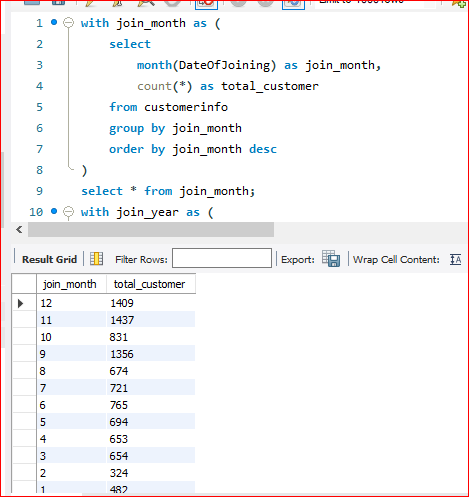 1 with join_month as (
2 select
3 month(DateOfJoining) as join_month,
4 count(*) as total_customer
5 from customerinfo
6 group by join_month
7 order by join_month desc
8 )
9 select * from join_month;
10 with join_year as (
Result Grid Filter Rows: Export: Wrap Cell Content:
join_month total_customer
12 1409
11 1437
10 831
9 1356
8 674
7 721
6 765
5 694
4 653
3 654
2 324
1 482